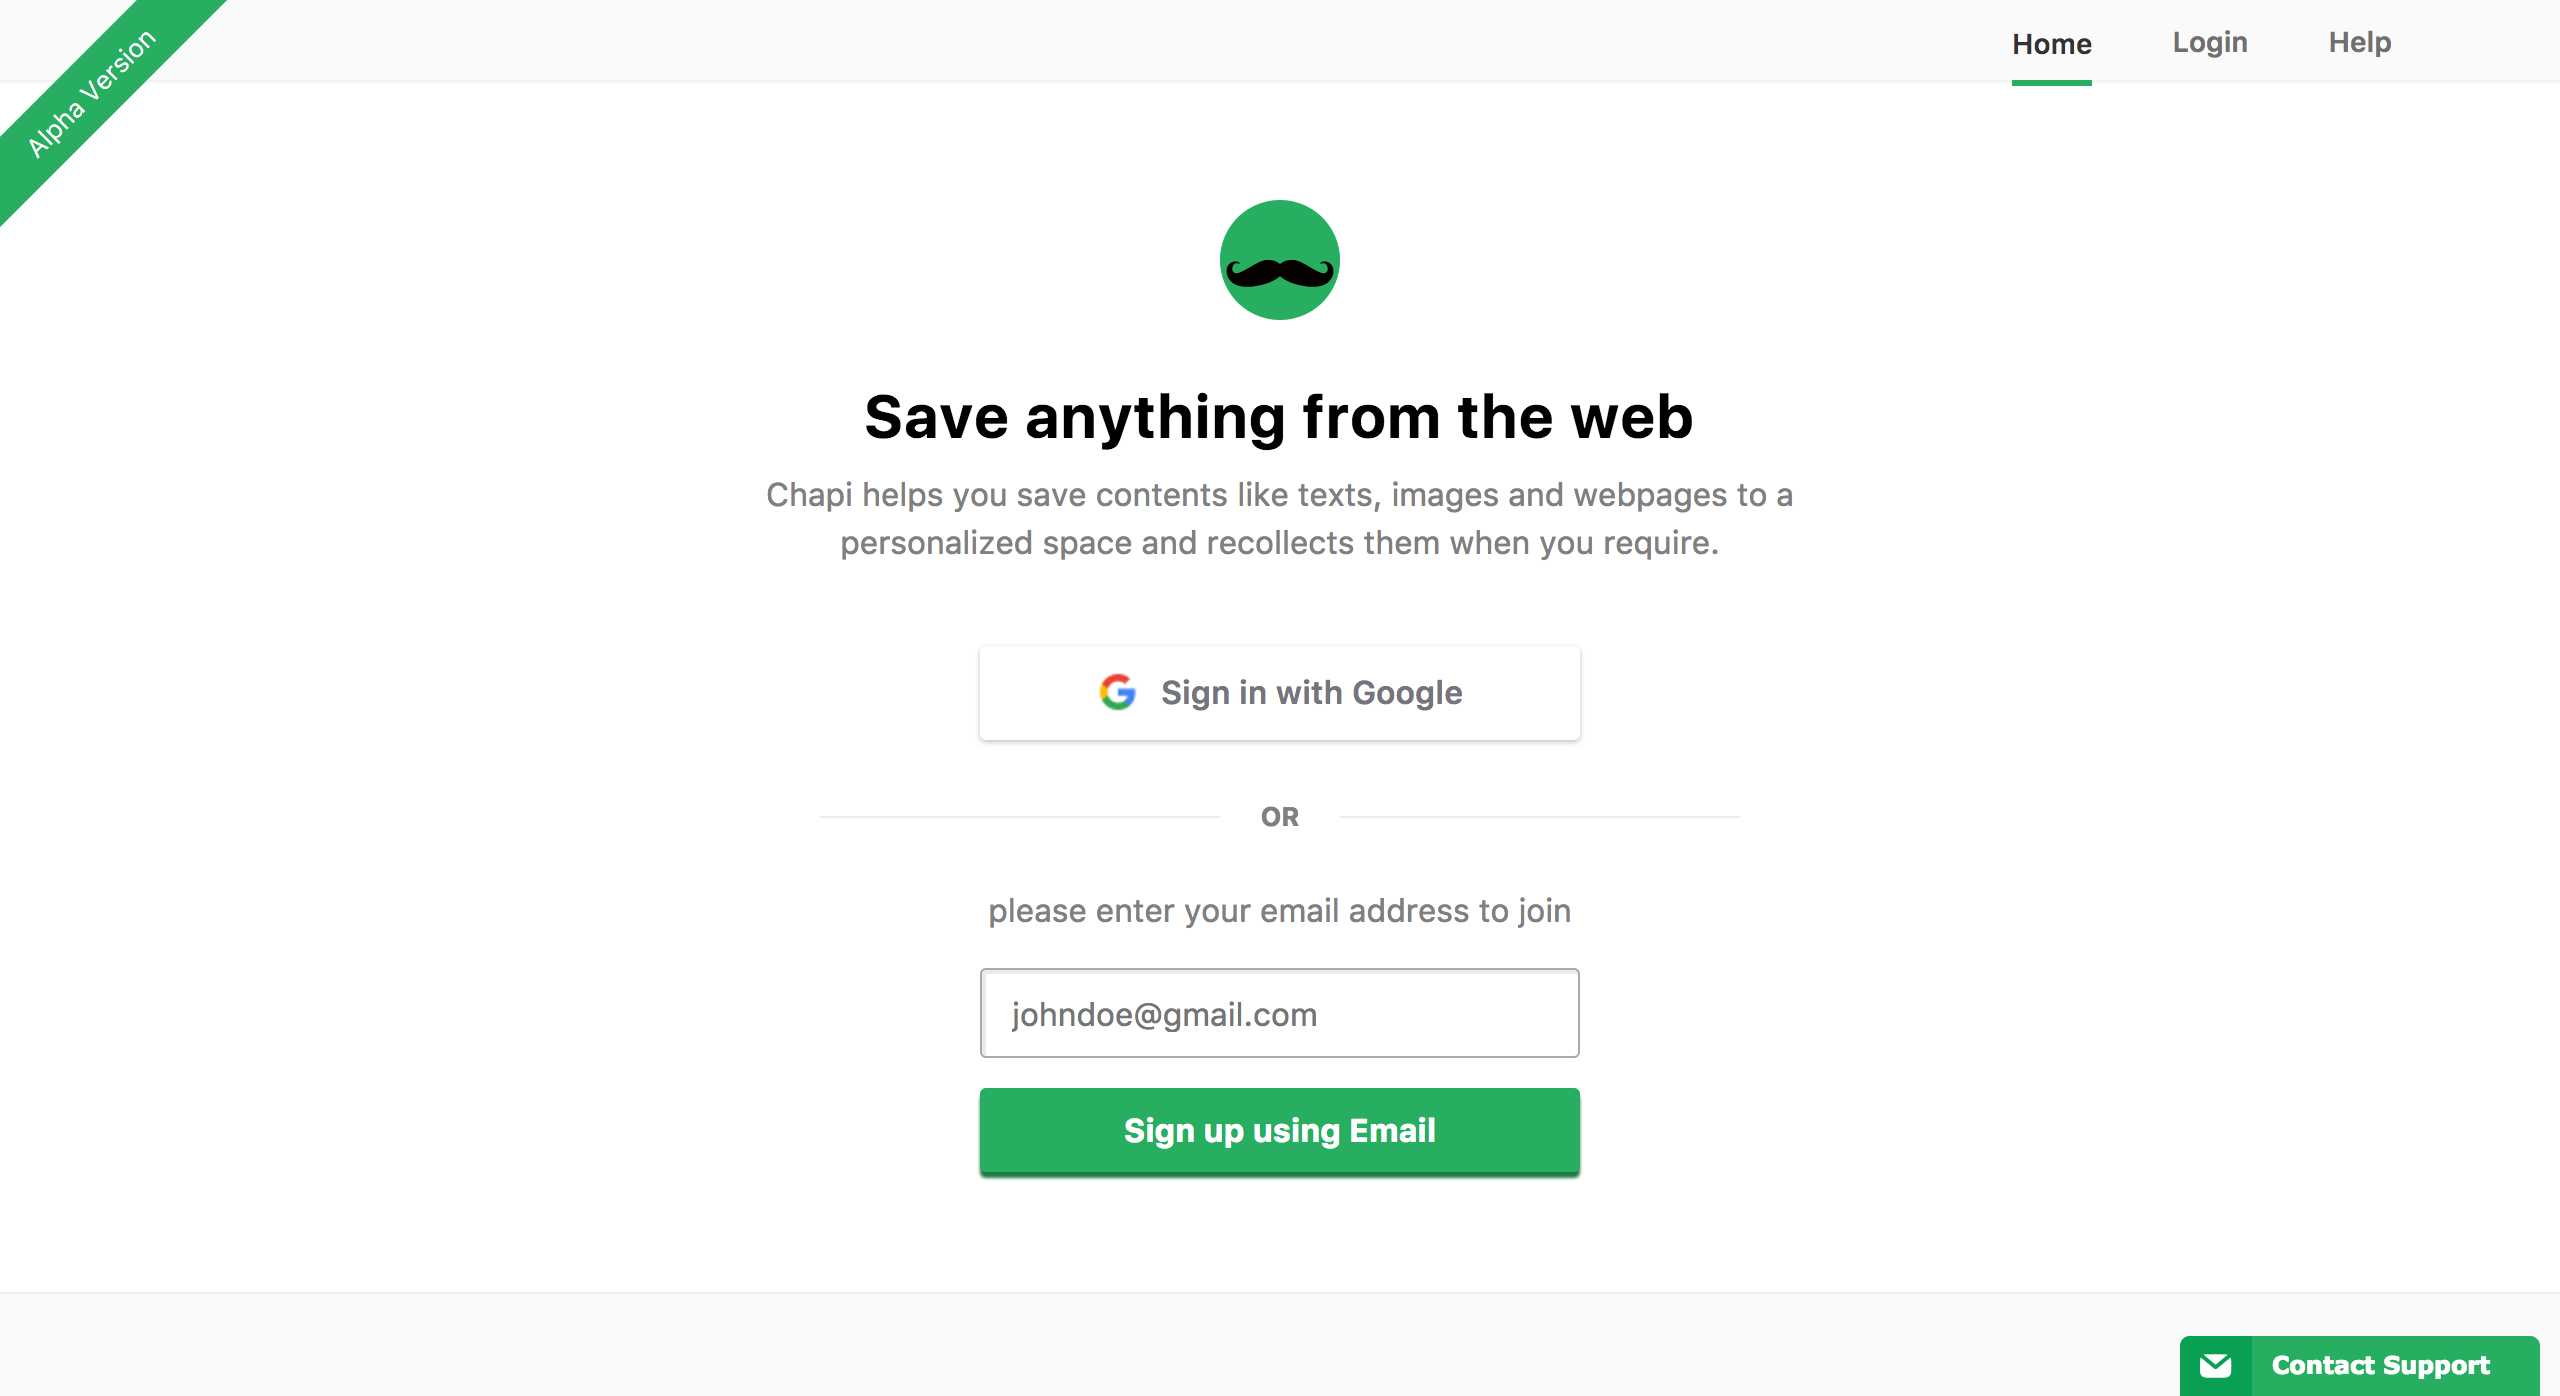 Alpha Version
Home
Login
Help
Save anything from the web
Chapi helps you save contents like texts, images and webpages to a
personalized space and recollects them when you require.
Sign in with Google
OR
please enter your email address to join
johndoe@gmail.com
Sign up using Email
Contact Support